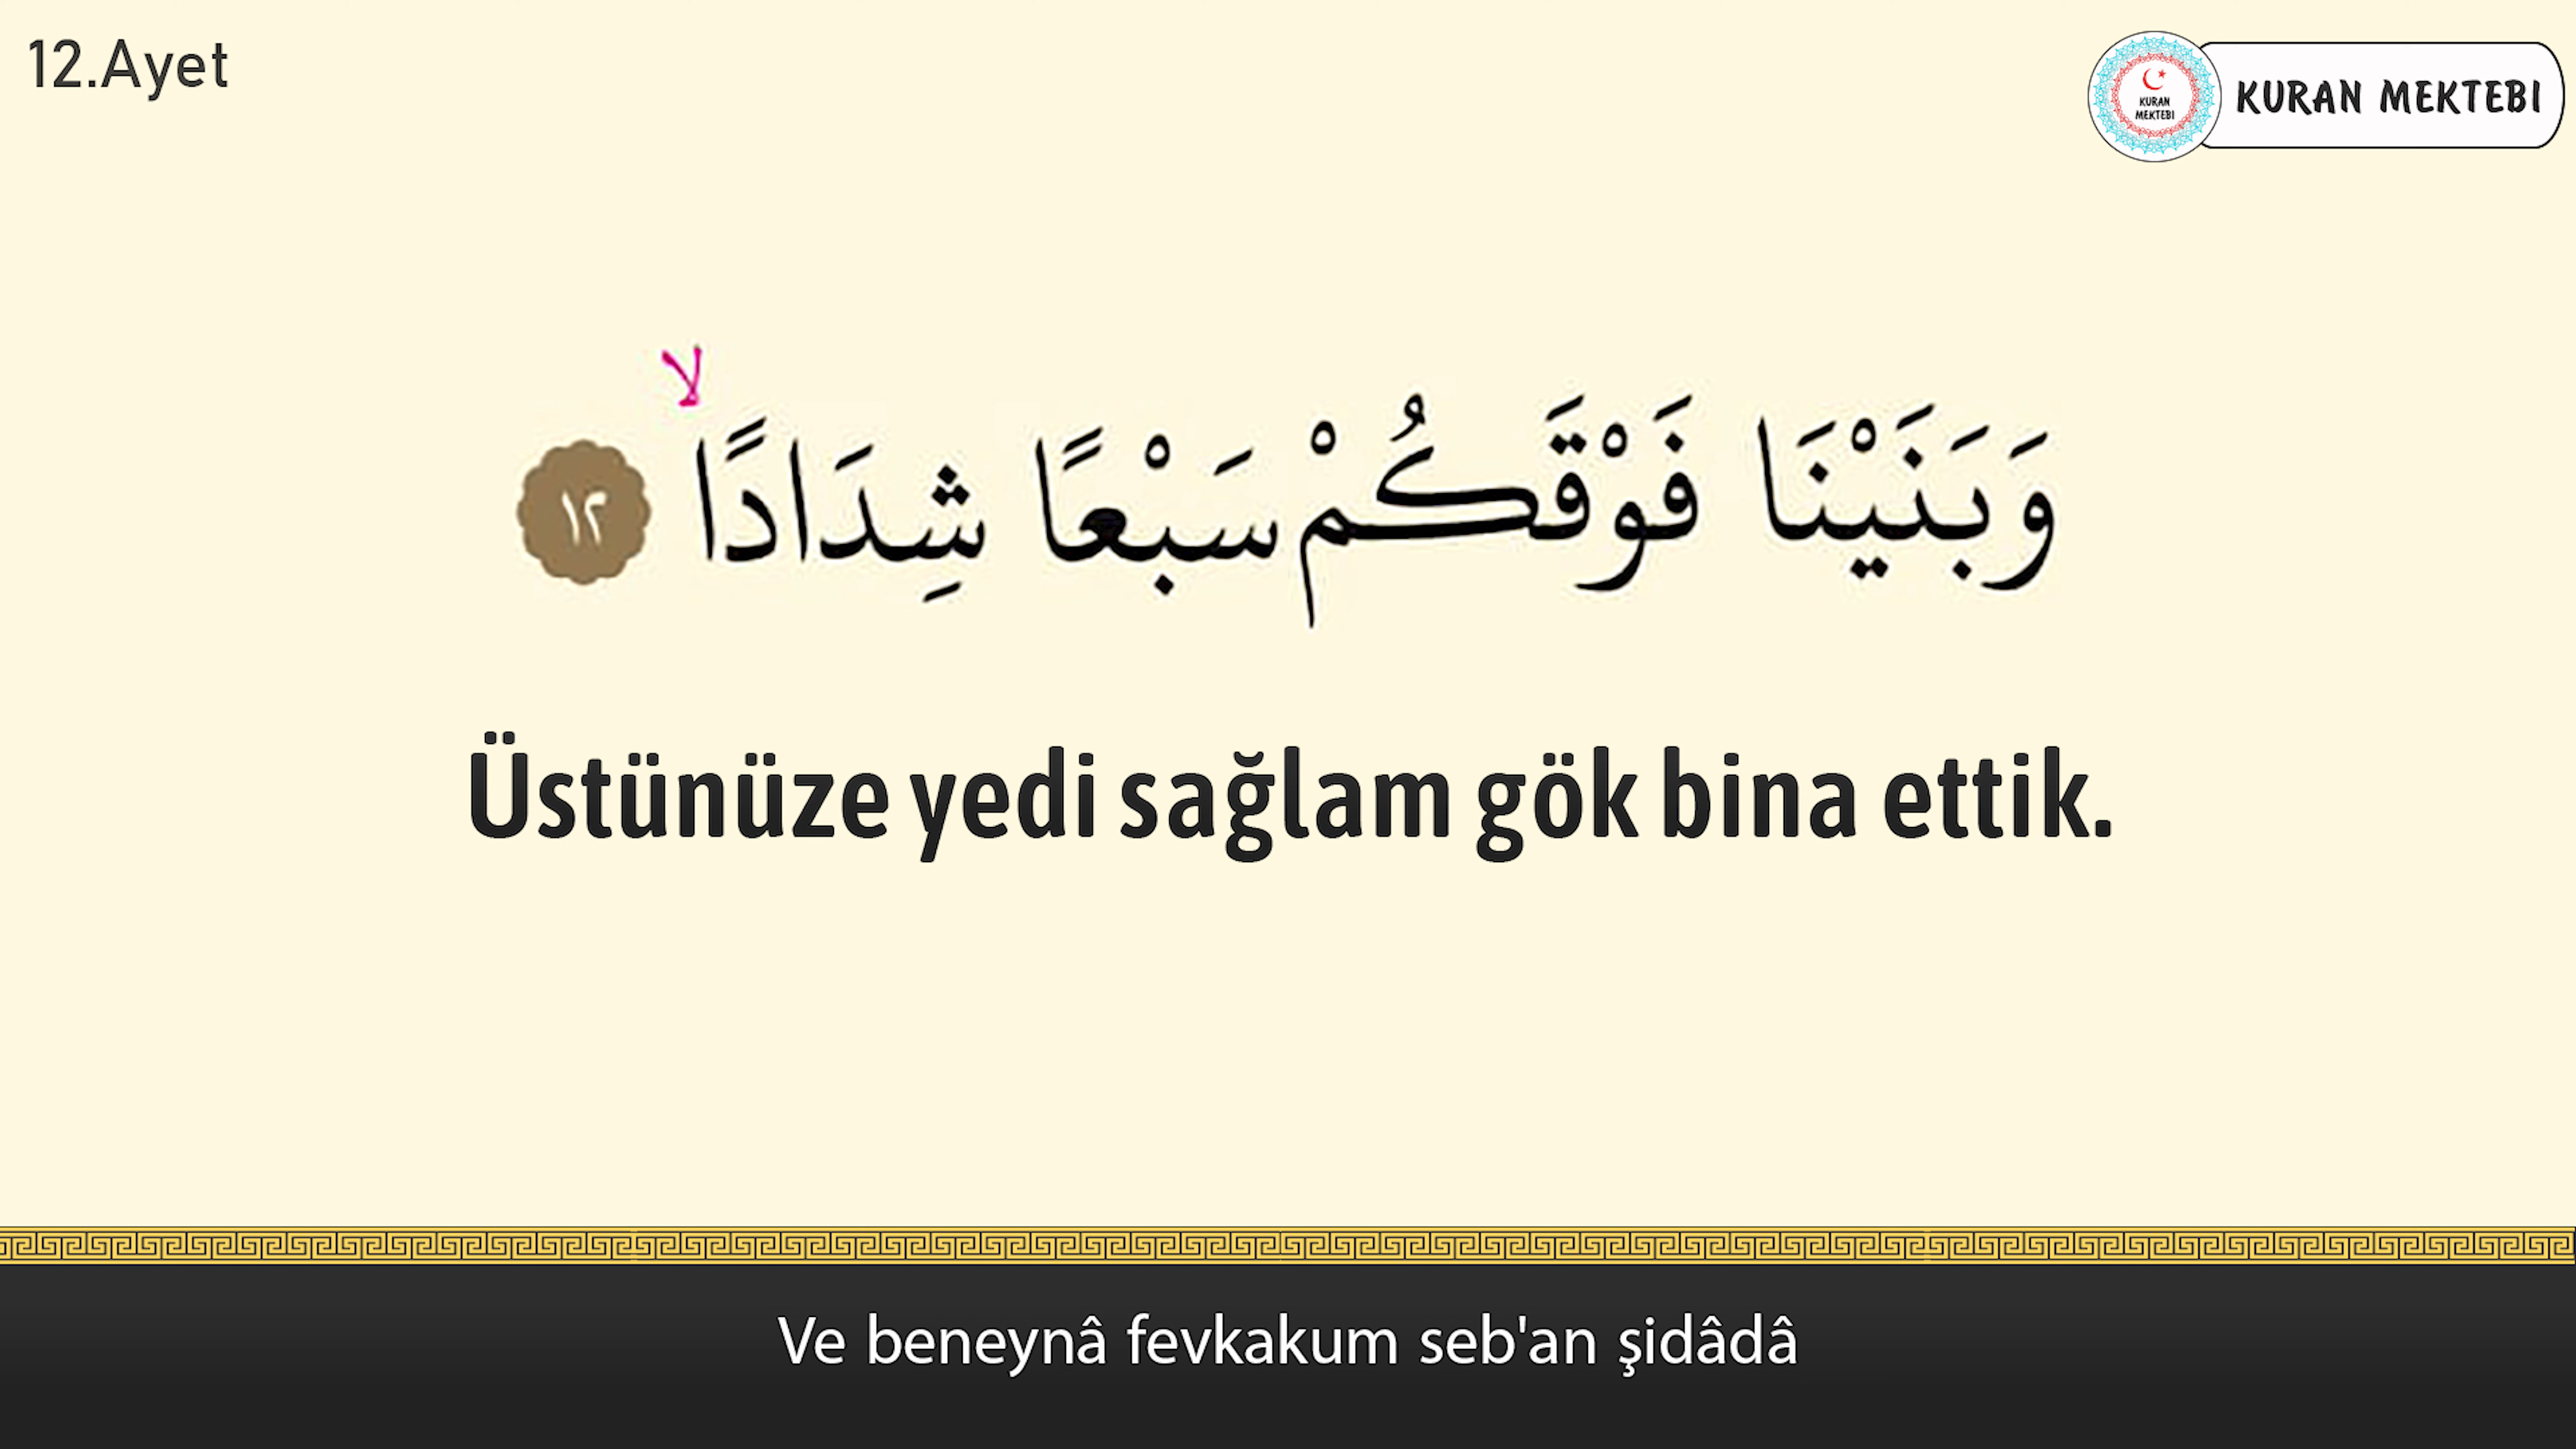 12.Ayet
KURAN
MEKTEBI
KURAN MEKTEBI
وَبَنَيْنَا فَوْقَكُمْ سَبْعًا شِدَادًاۙ ﴿١٢﴾
Üstünüze yedi sağlam gök bina ettik.
Ve beneynâ fevkakum seb'an şidâdâ